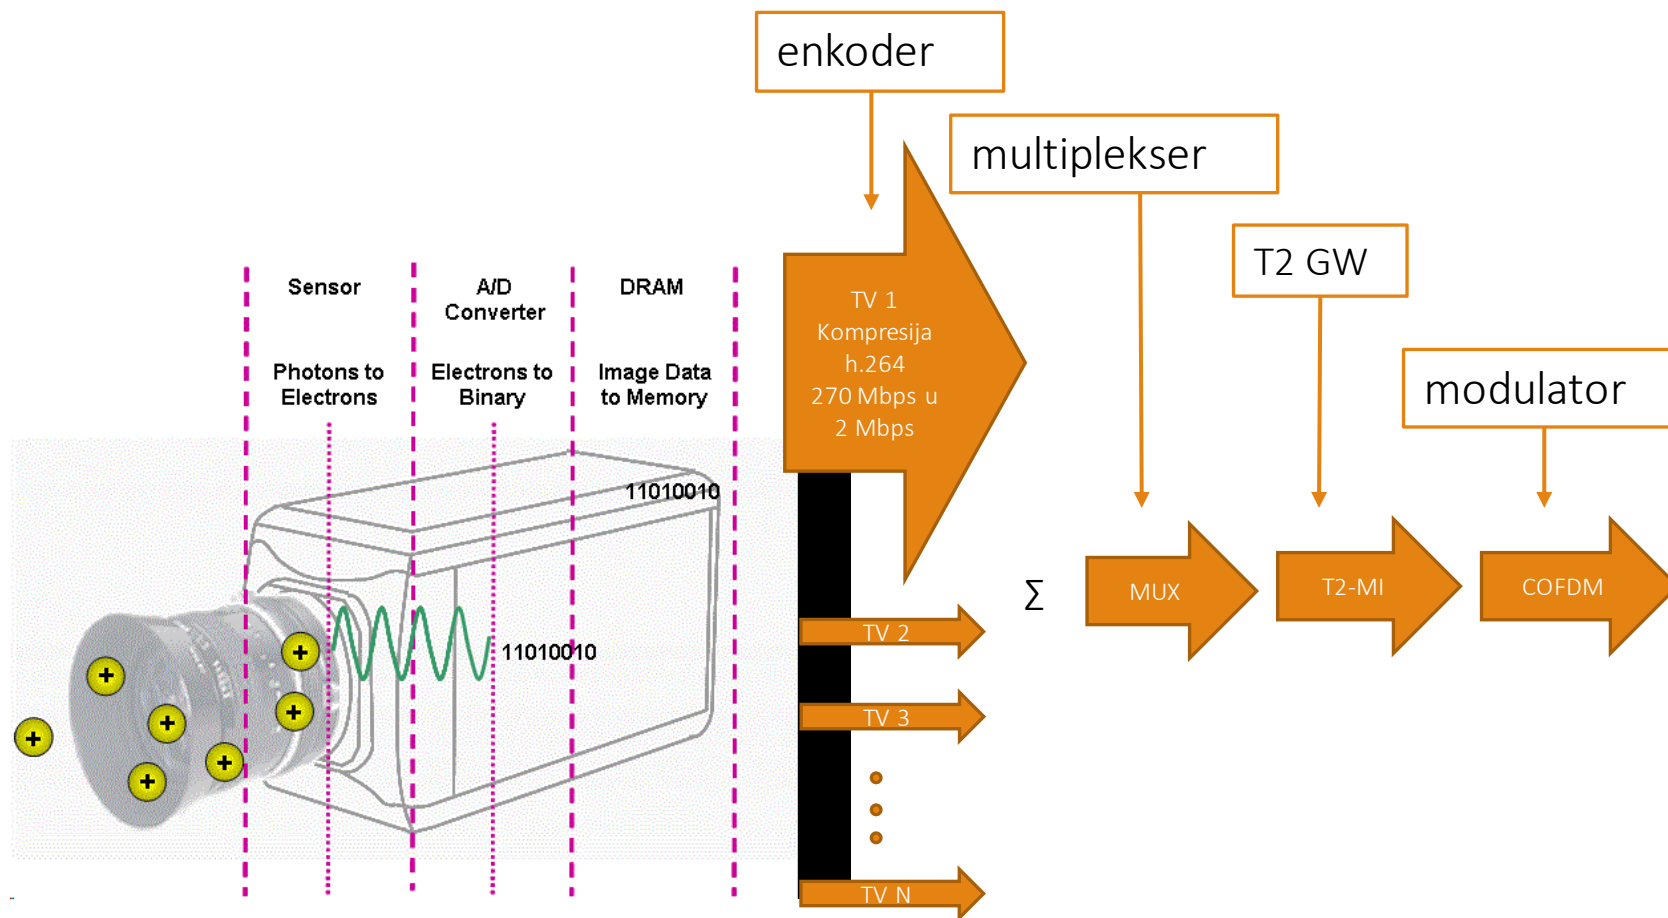 enkoder
multiplekser
T2 GW
modulator
Sensor
A/D
Converter
DRAM
Photons to
Electrons
Electrons to
Binary
Image Data
to Memory
TV 1
Kompresija
h.264
270 Mbps u
2 Mbps
11010010
11010010
∑
MUX
T2-MI
COFDM
TV 2
TV 3
TV N